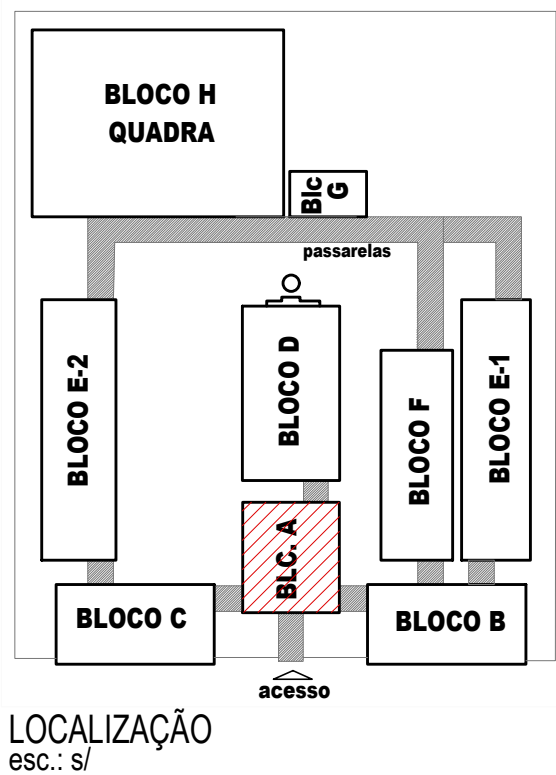 BLOCO H
QUADRA
Blc
G
passarelas
BLOCO E-2
BLOCO D
BLOCO F
BLOCO E-1
BLC. A
BLOCO C
BLOCO B
acesso
LOCALIZAÇÃO
esc.: s/